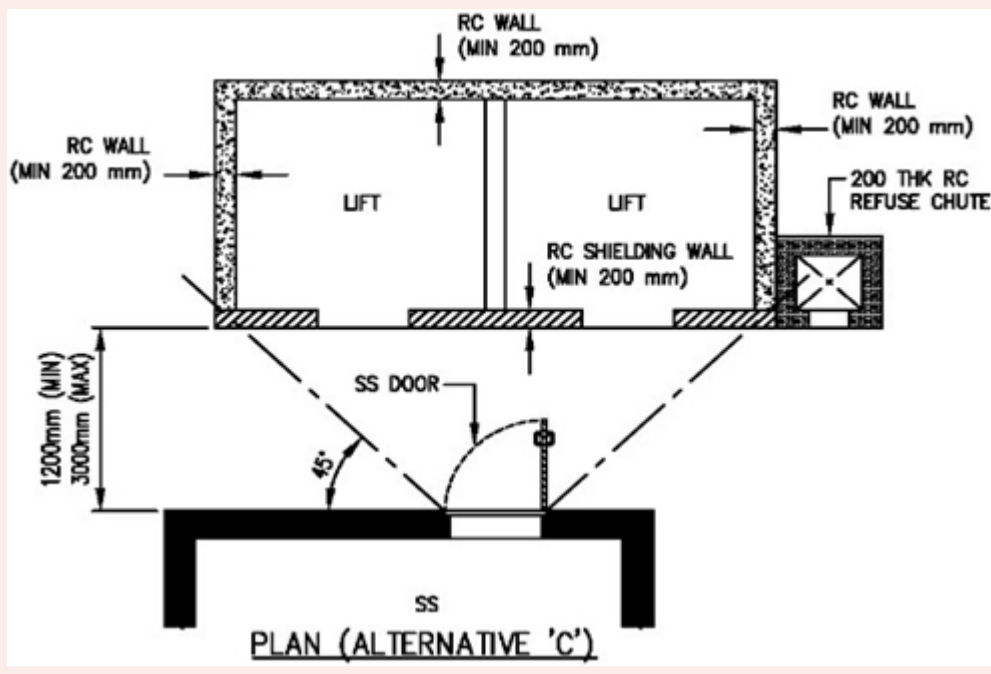 RC WALL
(MIN 200 mm)
RC WALL
(MIN 200 mm)
RC WALL
(MIN 200 mm)
200 THK RC
REFUSE CHUTE
LIFT
LIFT
RC SHIELDING WALL
(MIN 200 mm)
1200mm (MIN)
3000mm (MAX)
SS DOOR
45°
SS
PLAN (ALTERNATIVE 'C')